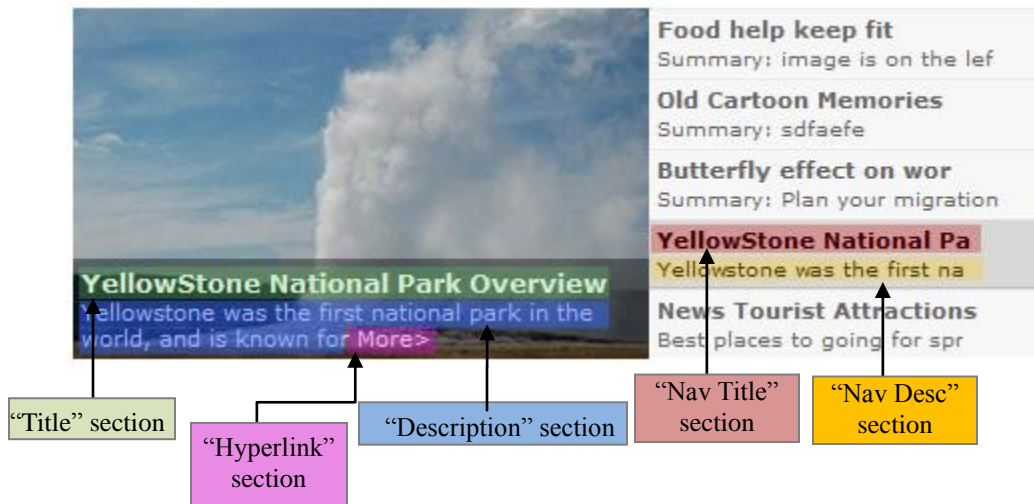 Food help keep fit
Summary: image is on the lef
Old Cartoon Memories
Summary: sdfaefe
Butterfly effect on wor
Summary: Plan your migration
YellowStone National Pa
Yellowstone was the first na
News Tourist Attractions
Best places to going for spr
YellowStone National Park Overview
Yellowstone was the first national park in the
world, and is known for More>
“Title” section
“Hyperlink”
section
“Description” section
“Nav Title”
section
“Nav Desc”
section